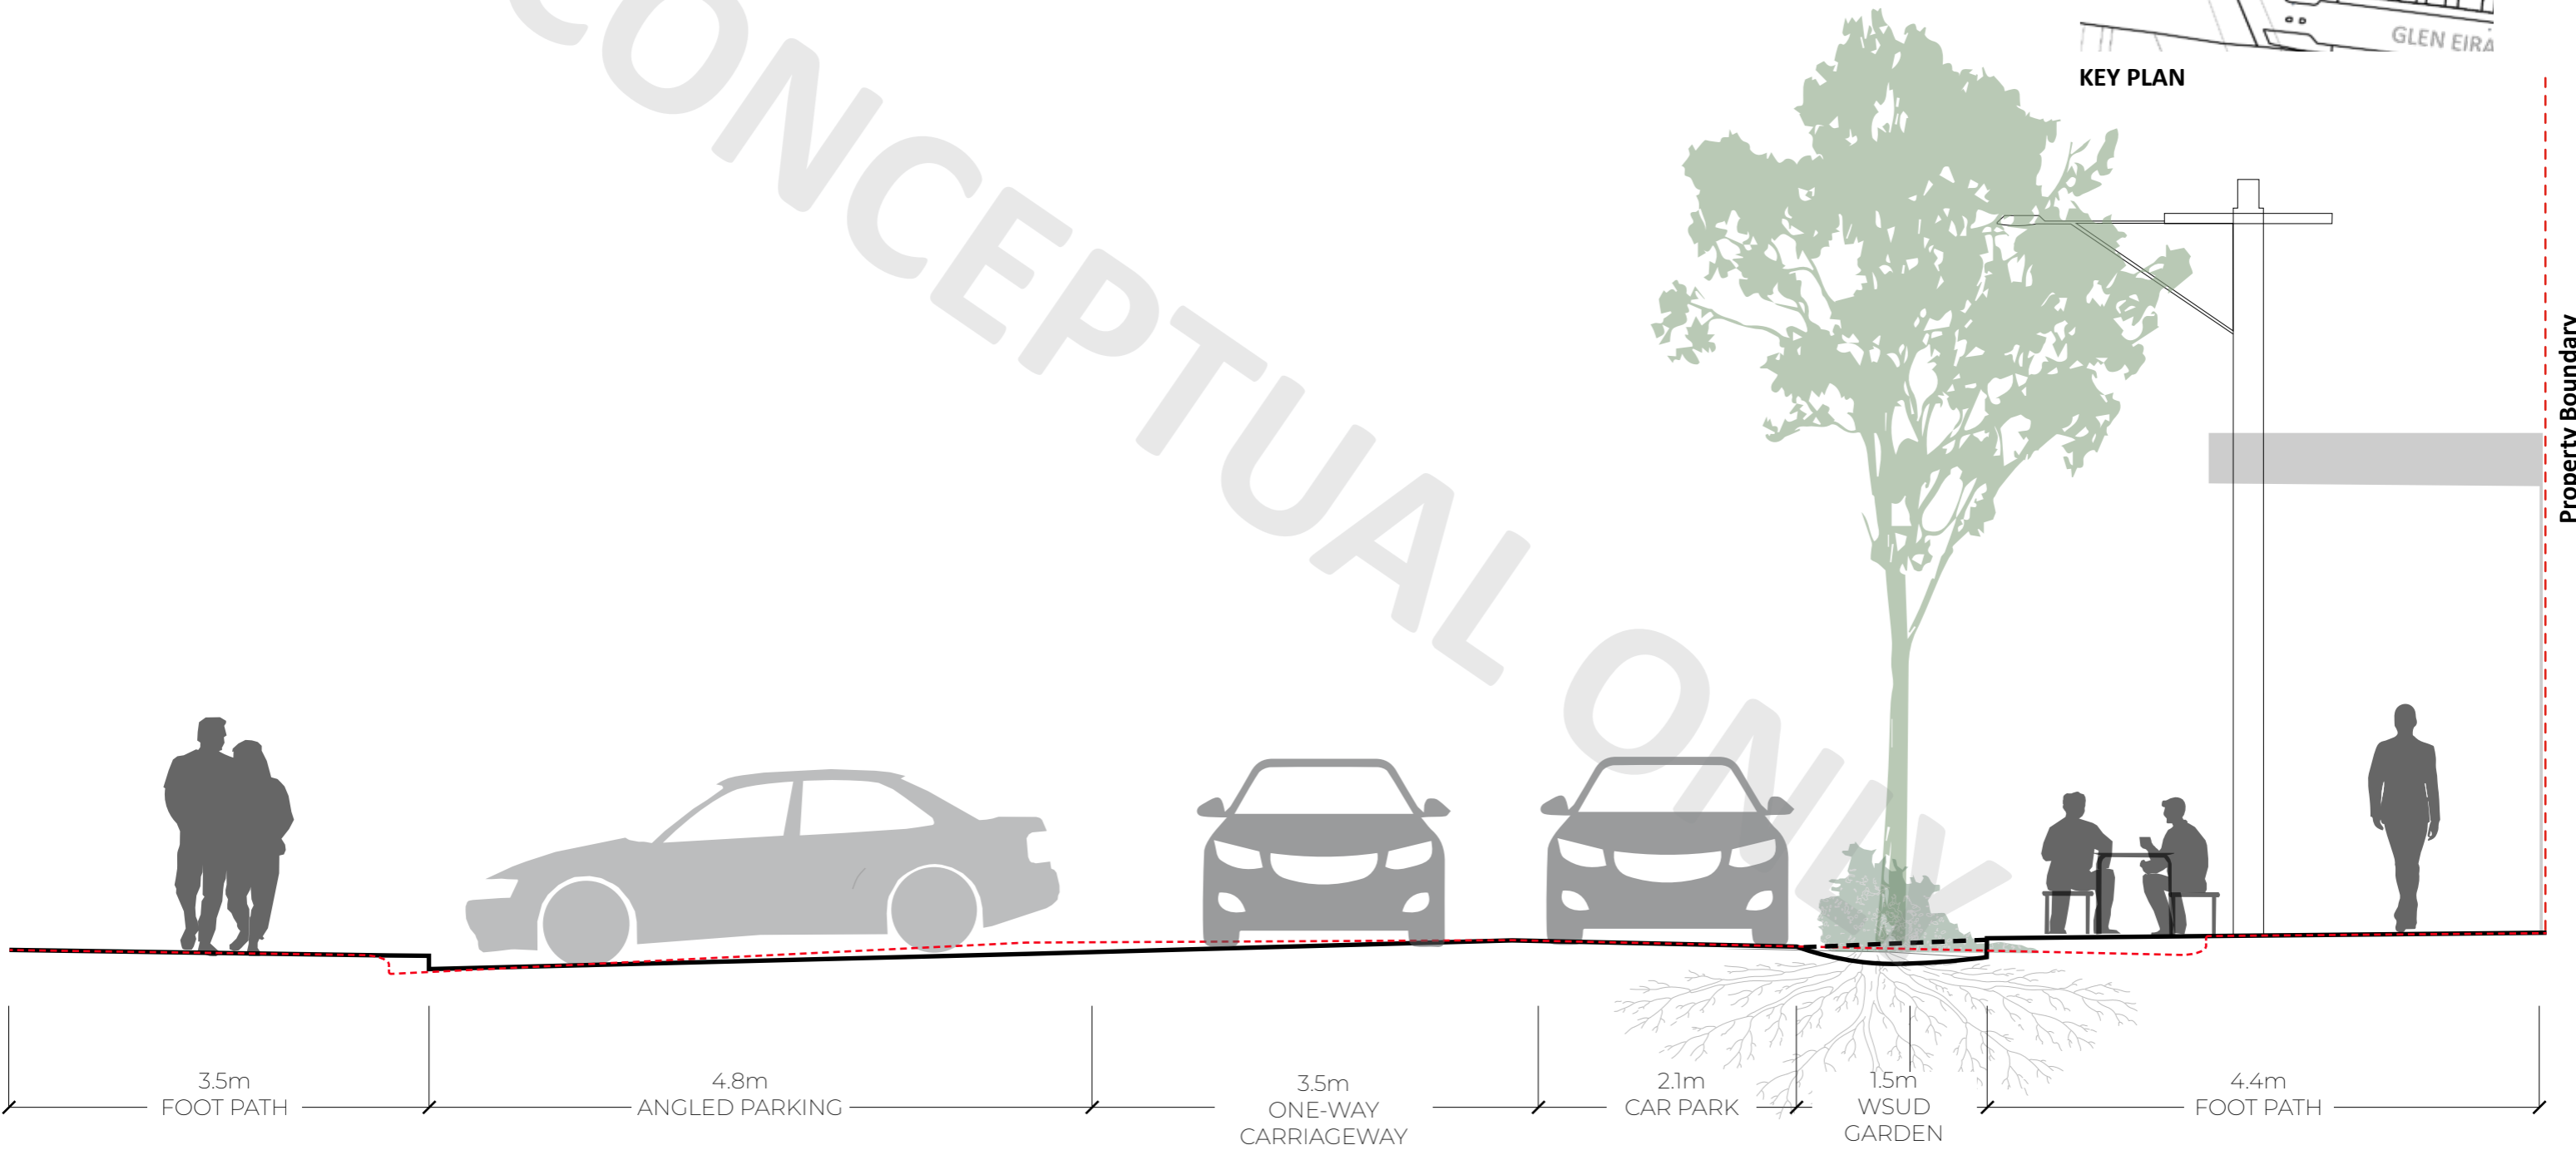 GLEN EIRA
KEY PLAN
CONCEPTUAL ONLY
Property Boundary
3.5m
FOOT PATH
4.8m
ANGLED PARKING
3.5m
ONE-WAY
CARRIAGEWAY
2.1m
CAR PARK
1.5m
WSUD
GARDEN
4.4m
FOOT PATH